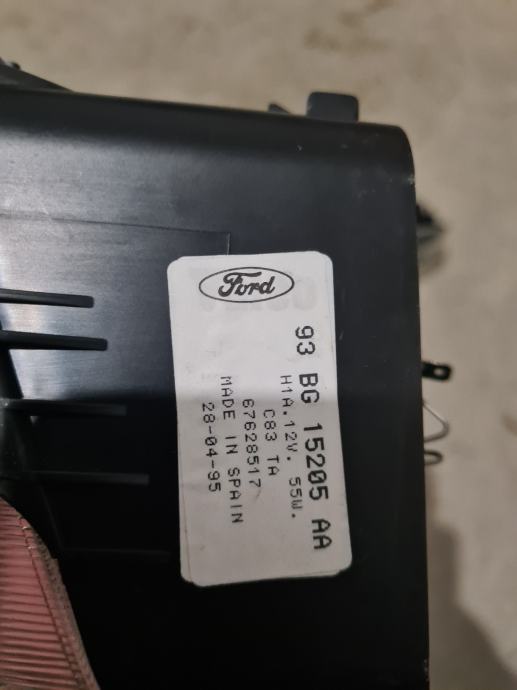 Ford
93 BG 15205 AA
H1A.12V. 55W.
C83 TA
67628517
MADE IN SPAIN
28-04-95